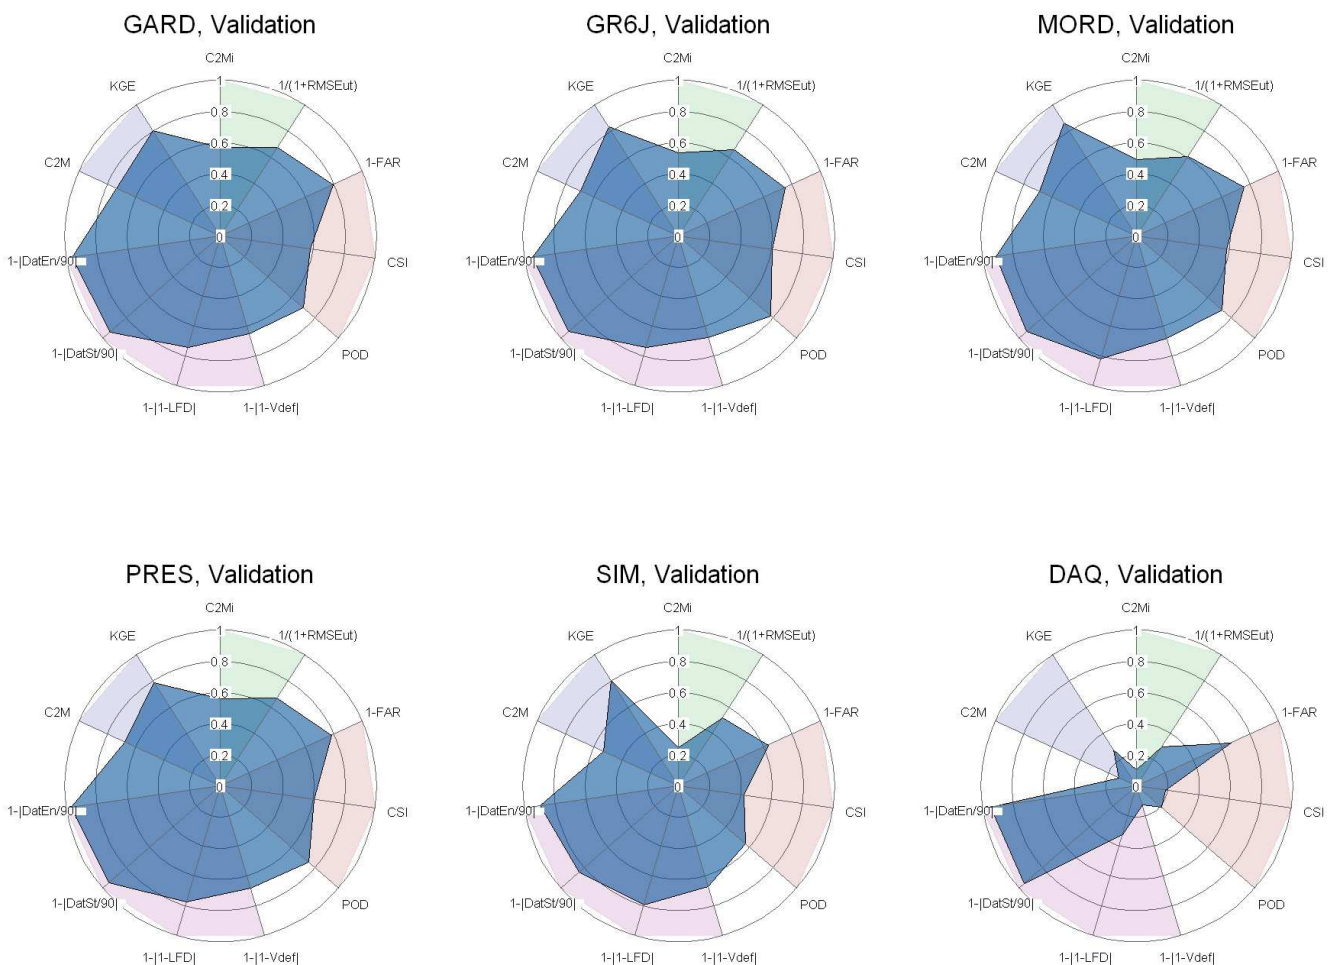 GARD, Validation
C2Mi
KGE
1
1/(1+RMSEut)
0.8
C2M
0.6
1-FAR
0.4
0.2
1-|DatEn/90|
0
CSI
1-|DatSt/90|
POD
1-|1-LFD|
1-|1-Vdef|
GR6J, Validation
C2Mi
KGE
1
1/(1+RMSEut)
0.8
C2M
0.6
1-FAR
0.4
0.2
1-|DatEn/90|
0
CSI
1-|DatSt/90|
POD
1-|1-LFD|
1-|1-Vdef|
MORD, Validation
C2Mi
KGE
1
1/(1+RMSEut)
0.8
C2M
0.6
1-FAR
0.4
0.2
1-|DatEn/90|
0
CSI
1-|DatSt/90|
POD
1-|1-LFD|
1-|1-Vdef|
PRES, Validation
C2Mi
KGE
1
1/(1+RMSEut)
0.8
C2M
0.6
1-FAR
0.4
0.2
1-|DatEn/90|
0
CSI
1-|DatSt/90|
POD
1-|1-LFD|
1-|1-Vdef|
SIM, Validation
C2Mi
KGE
1
1/(1+RMSEut)
0.8
C2M
0.6
1-FAR
0.4
0.2
1-|DatEn/90|
0
CSI
1-|DatSt/90|
POD
1-|1-LFD|
1-|1-Vdef|
DAQ, Validation
C2Mi
KGE
1
1/(1+RMSEut)
0.8
C2M
0.6
1-FAR
0.4
0.2
1-|DatEn/90|
0
CSI
1-|DatSt/90|
POD
1-|1-LFD|
1-|1-Vdef|